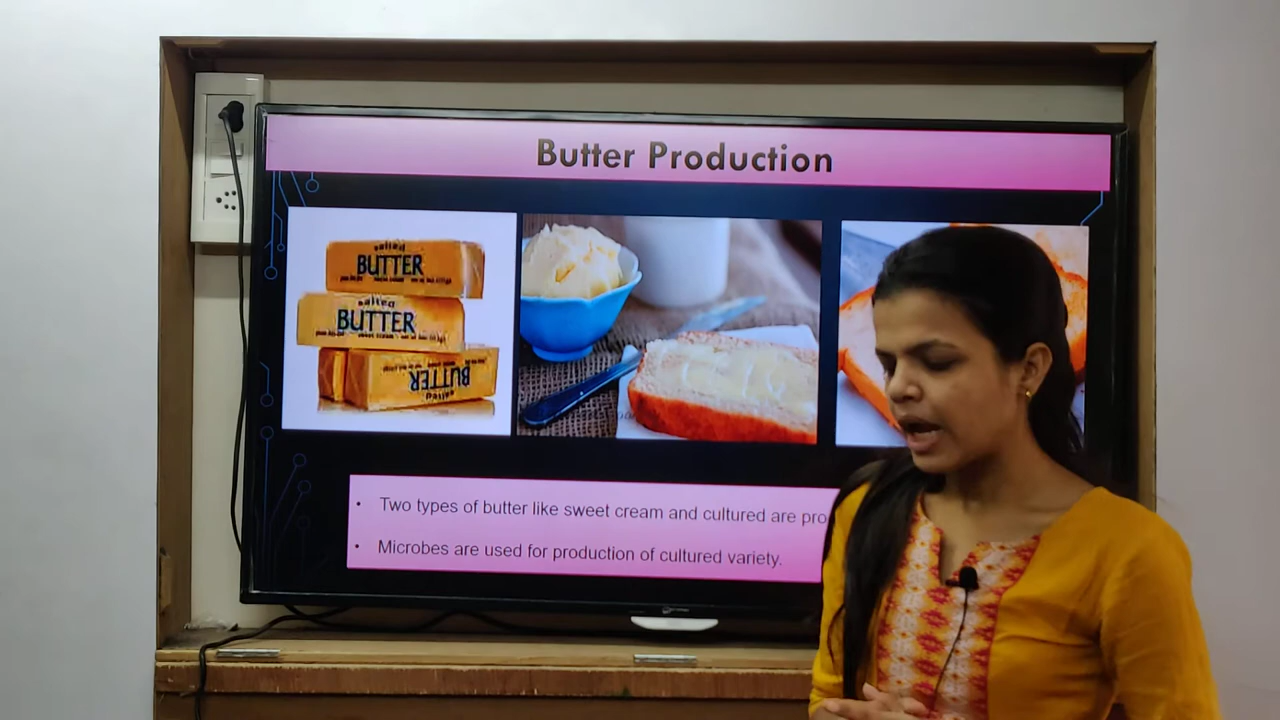 Butter Production
salted
BUTTER
salted
BUTTER
salted
BUTTER
• Two types of butter like sweet cream and cultured are pro
• Microbes are used for production of cultured variety.